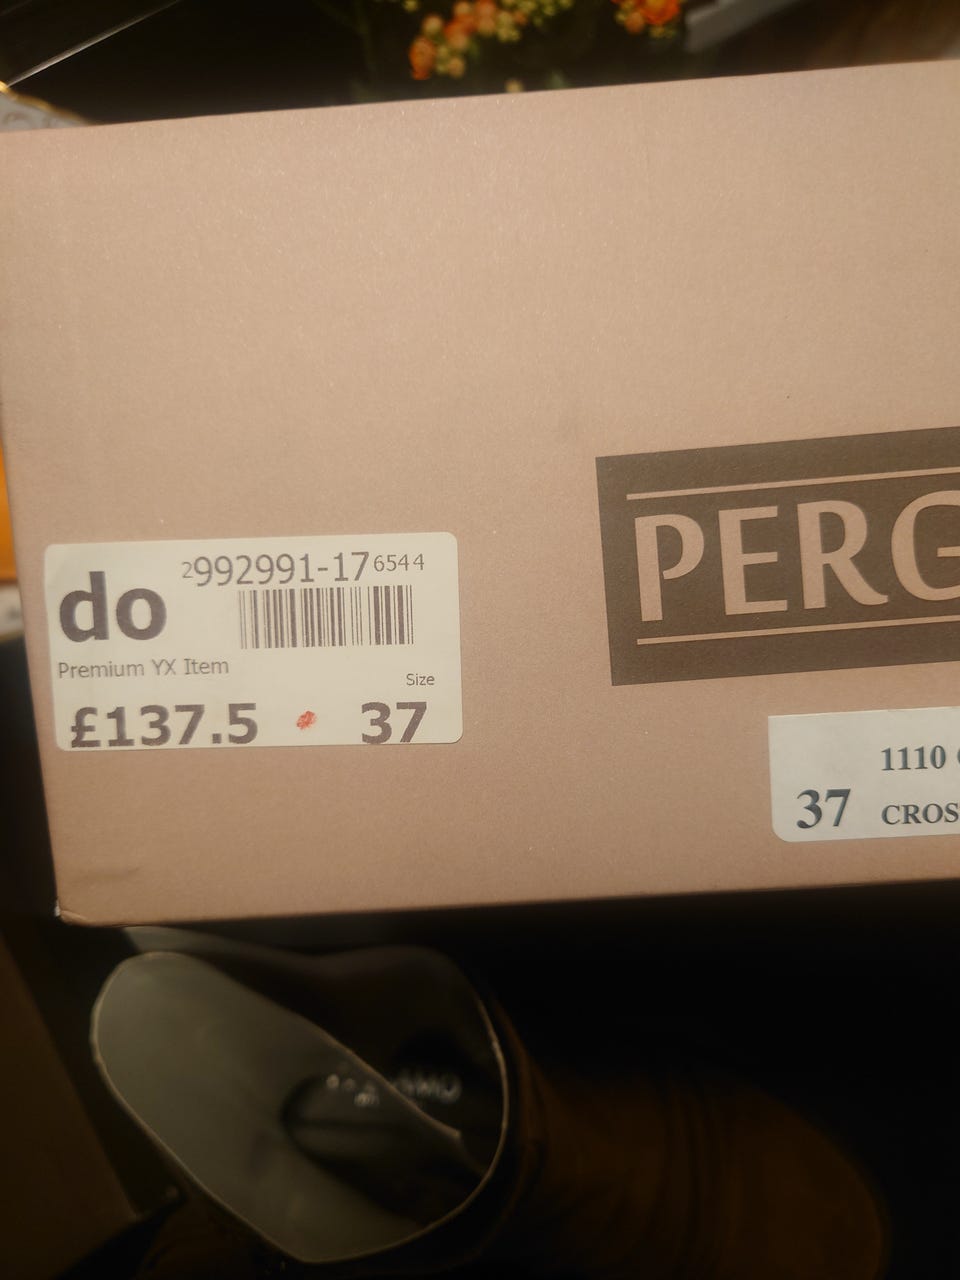 PERG
do
2992991-176544
Premium YX Item
Size
£137.5
37
1110
37
CROS